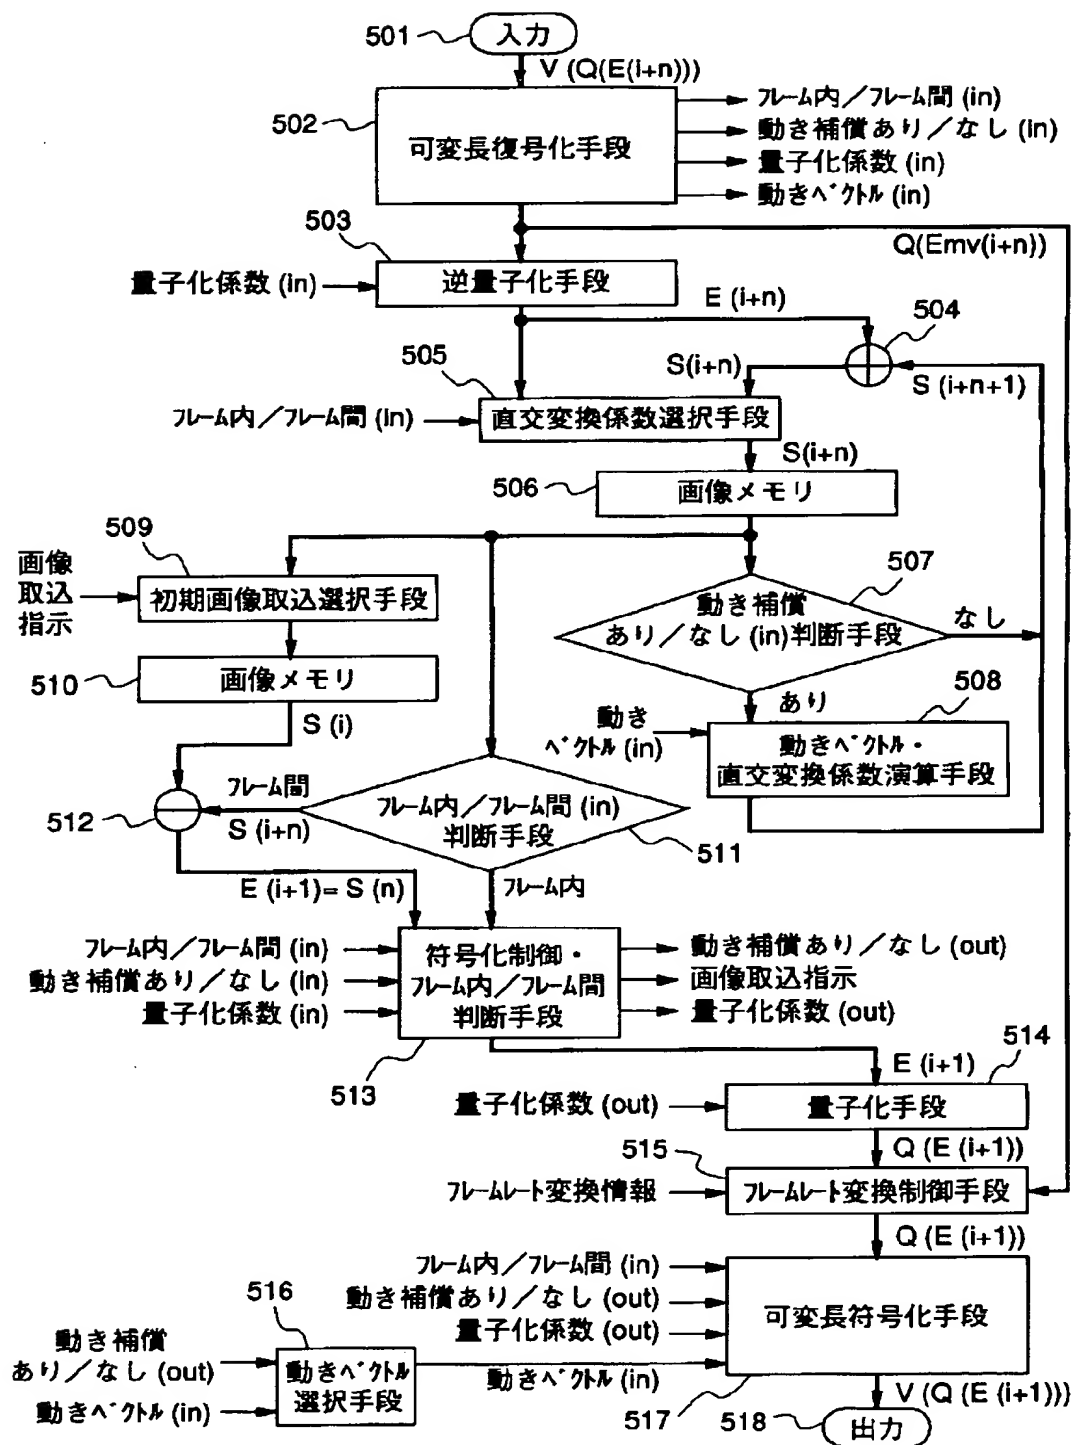 501
入力
V (Q(E(i+n)))
502
可変長復号化手段
フレーム内／フレーム間 (in)
動き補償あり／なし (in)
量子化係数 (in)
動きベクトル (in)
503
Q(Emv(i+n))
量子化係数 (in)
逆量子化手段
E (i+n)
504
505
S(i+n)
S (i+n+1)
フレーム内／フレーム間 (in)
直交変換係数選択手段
S(i+n)
506
画像メモリ
509
507
画像
取込
指示
初期画像取込選択手段
動き補償
あり／なし (in)判断手段
なし
510
画像メモリ
あり
508
S (i)
動き
ベクトル (in)
動きベクトル・
直交変換係数演算手段
フレーム間
512
S (i+n)
フレーム内／フレーム間 (in)
判断手段
511
E (i+1)= S (n)
フレーム内
フレーム内／フレーム間 (in)
動き補償あり／なし (in)
量子化係数 (in)
符号化制御・
フレーム内／フレーム間
判断手段
動き補償あり／なし (out)
画像取込指示
量子化係数 (out)
513
514
E (i+1)
量子化係数 (out)
量子化手段
515
Q (E (i+1))
フレームレート変換情報
フレームレート変換制御手段
Q (E (i+1))
フレーム内／フレーム間 (in)
動き補償あり／なし (out)
量子化係数 (out)
可変長符号化手段
516
動き補償
あり／なし (out)
動きベクトル (in)
動きベクトル
選択手段
動きベクトル (in)
517
V (Q (E (i+1)))
518
出力